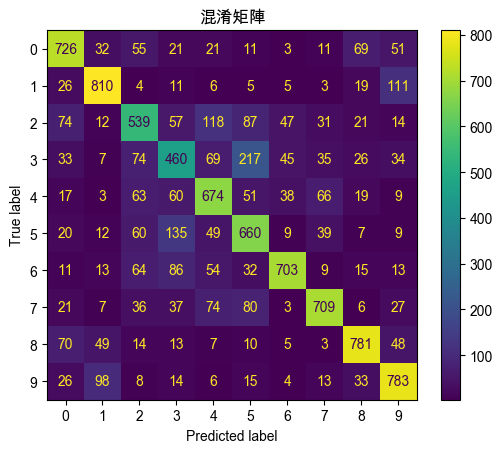 混淆矩陣
0 726 32 55 21 21 11 3 11 69 51
1 26 810 4 11 6 5 5 3 19 111
2 74 12 539 57 118 87 47 31 21 14
3 33 7 74 460 69 217 45 35 26 34
4 17 3 63 60 674 51 38 66 19 9
5 20 12 60 135 49 660 9 39 7 9
6 11 13 64 86 54 32 703 9 15 13
7 21 7 36 37 74 80 3 709 6 27
8 70 49 14 13 7 10 5 3 781 48
9 26 98 8 14 6 15 4 13 33 783
0 1 2 3 4 5 6 7 8 9
True label
Predicted label
800
700
600
500
400
300
200
100